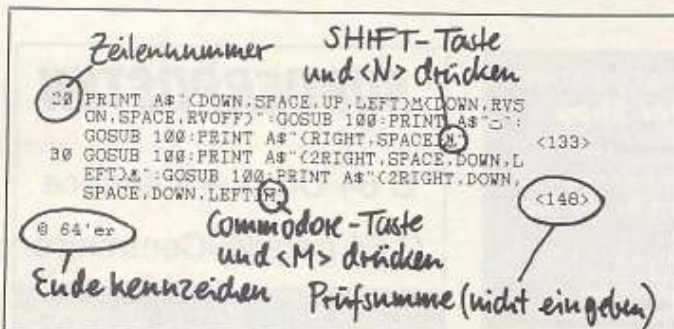 Zeilennummer
SHIFT-Taste
und <N> drücken
20 PRINT A$"(DOWN,SPACE,UP,LEFT)M(DOWN,RVS
ON,SPACE,RVOFF)":GOSUB 100:PRINT A$"":
GOSUB 100:PRINT A$"(RIGHT,SPACE)N" <133>
30 GOSUB 100:PRINT A$"(2RIGHT,SPACE,DOWN,L
EFT)":GOSUB 100:PRINT A$"(2RIGHT,DOWN,
SPACE,DOWN,LEFT)M" <148>
@ 64'er
Commodore-Taste
und <M> drücken
Endekennzeichen
Prüfsumme (nicht eingeben)